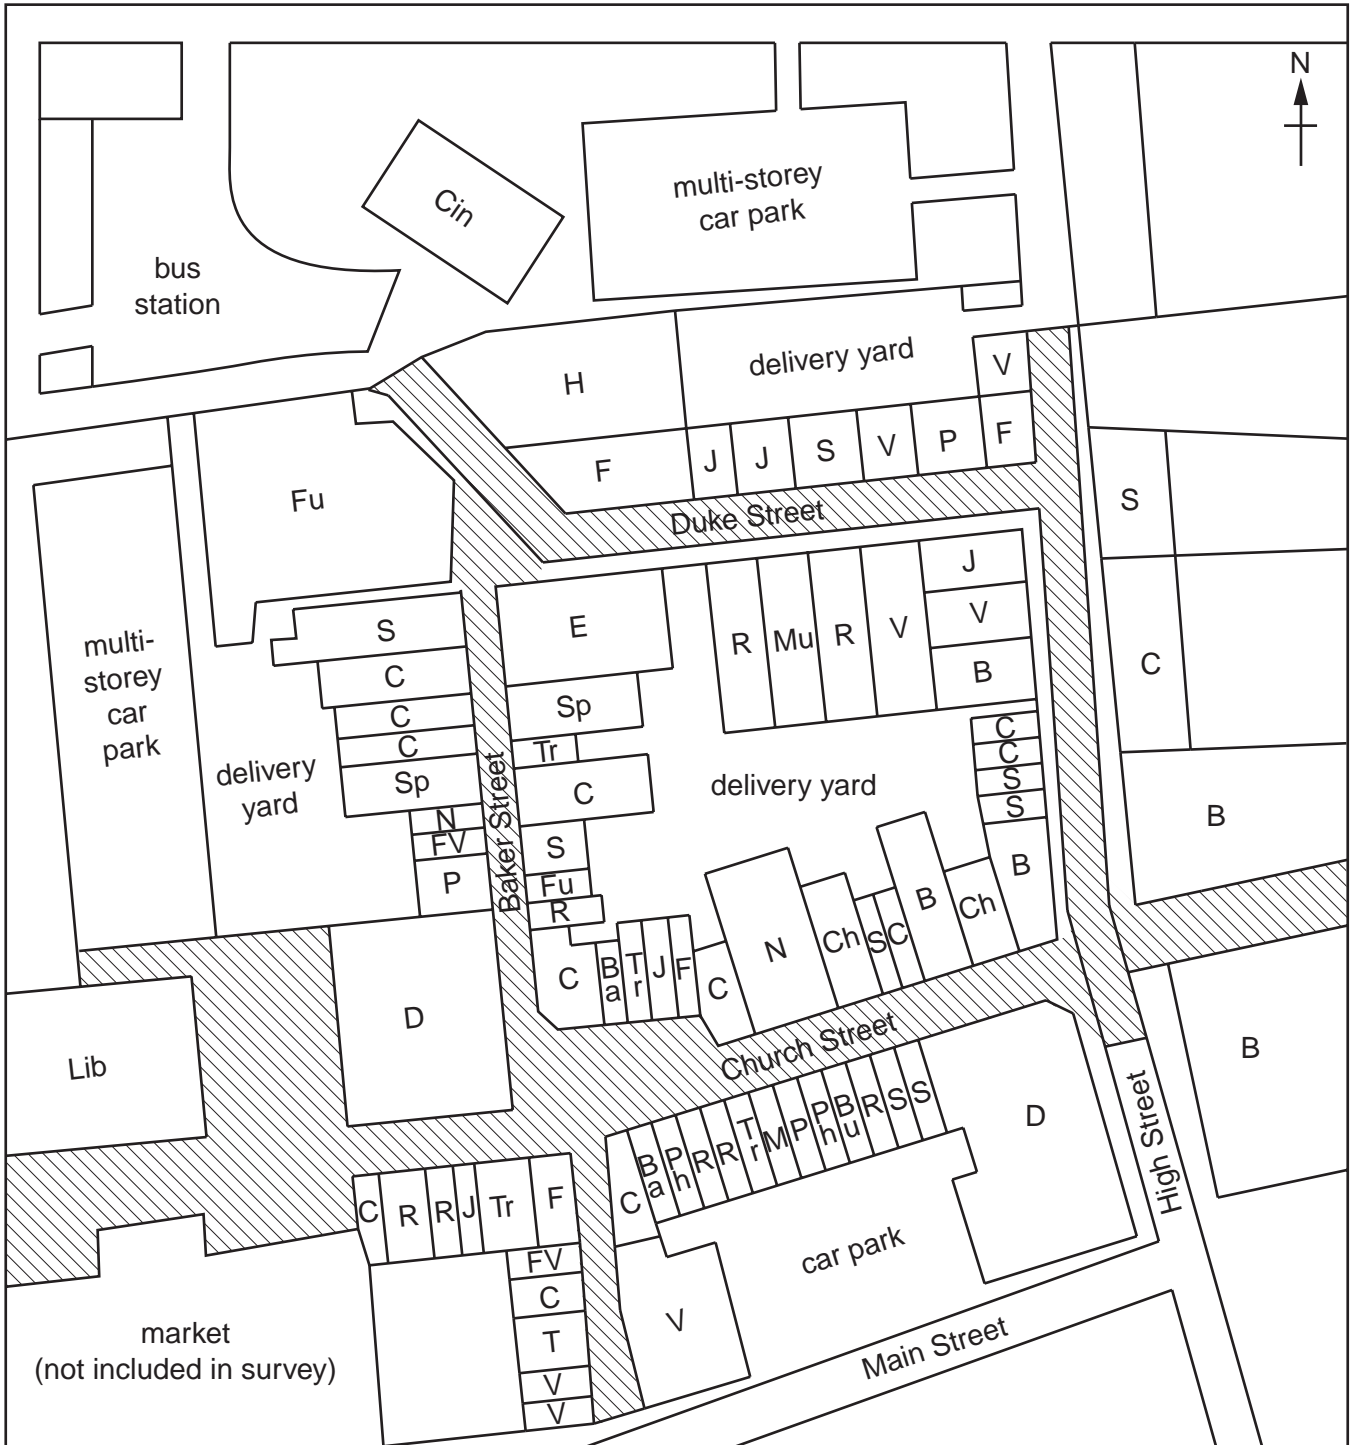 N
multi-storey
car park
Cin
bus
station
delivery yard
V
H
F
J
J
S
V
P
F
Fu
Duke Street
S
J
E
R
Mu
R
V
V
B
S
C
C
C
Sp
multi-
storey
car
park
delivery
yard
N
FV
P
Baker Street
Sp
Tr
C
S
Fu
R
delivery yard
C
C
S
S
B
C
B
C
Ba
Tr
J
F
C
N
Ch
S
C
B
Ch
D
Lib
Church Street
B
C
Ba
Ph
R
R
Tr
M
P
Ph
Bu
R
S
S
D
High Street
C
R
R
J
Tr
F
FV
C
T
V
V
V
car park
Main Street
market
(not included in survey)